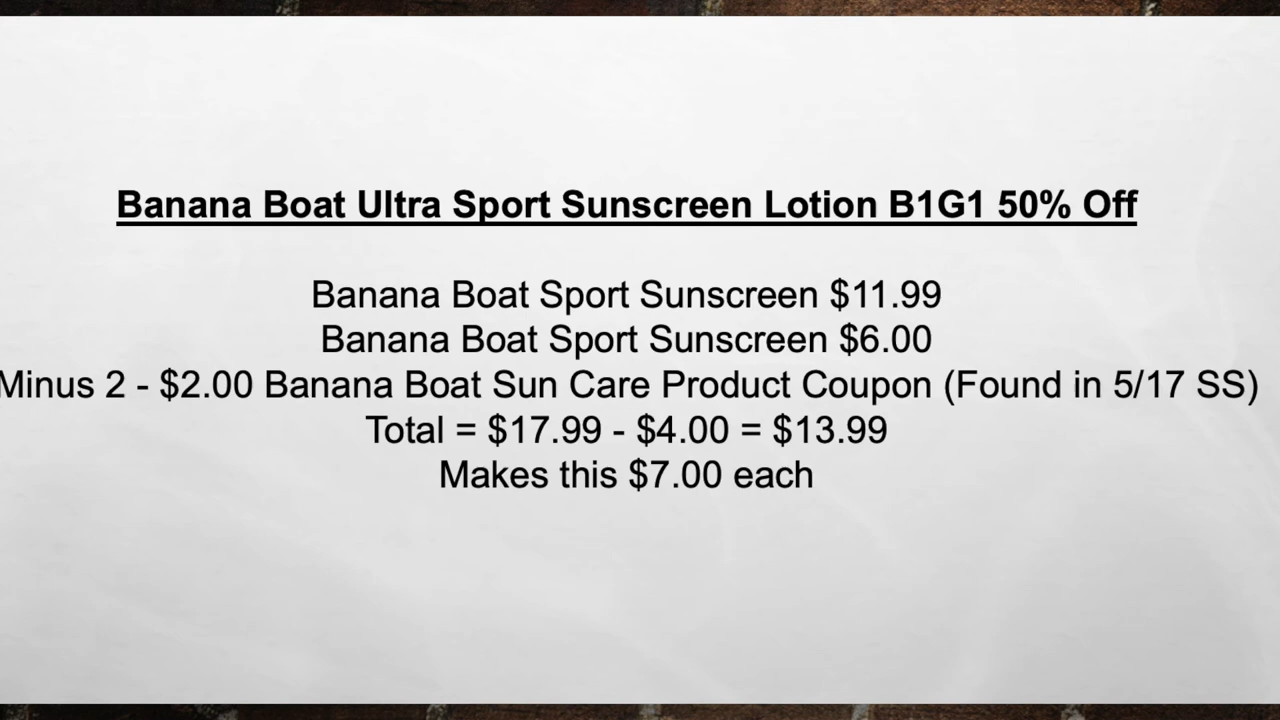 Banana Boat Ultra Sport Sunscreen Lotion B1G1 50% Off
Banana Boat Sport Sunscreen $11.99
Banana Boat Sport Sunscreen $6.00
Minus 2 - $2.00 Banana Boat Sun Care Product Coupon (Found in 5/17 SS)
Total = $17.99 - $4.00 = $13.99
Makes this $7.00 each